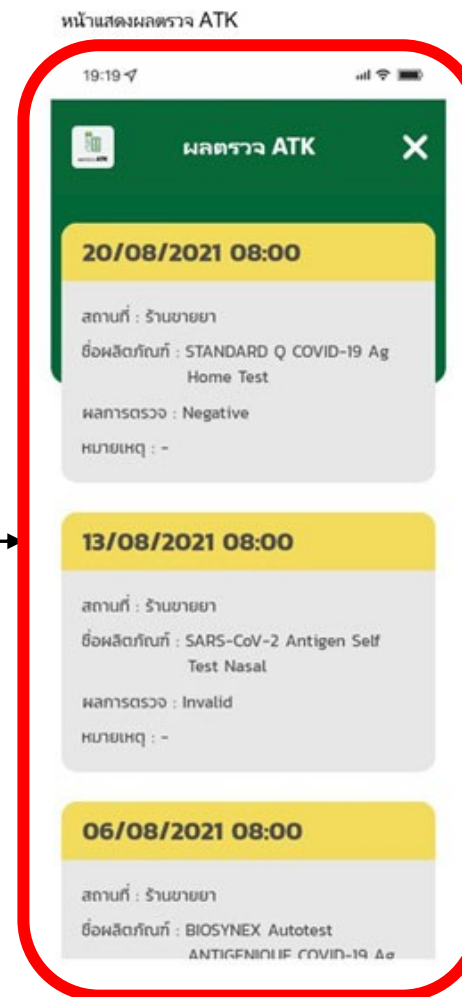 หน้าแสดงผลตรวจ ATK
19:19
ผลตรวจ ATK
20/08/2021 08:00
สถานที่ : ร้านขายยา
ชื่อผลิตภัณฑ์ : STANDARD Q COVID-19 Ag
Home Test
ผลการตรวจ : Negative
หมายเหตุ : -
13/08/2021 08:00
สถานที่ : ร้านขายยา
ชื่อผลิตภัณฑ์ : SARS-CoV-2 Antigen Self
Test Nasal
ผลการตรวจ : Invalid
หมายเหตุ : -
06/08/2021 08:00
สถานที่ : ร้านขายยา
ชื่อผลิตภัณฑ์ : BIOSYNEX Autotest
ANTIGENIQUE COVID-19 Ag